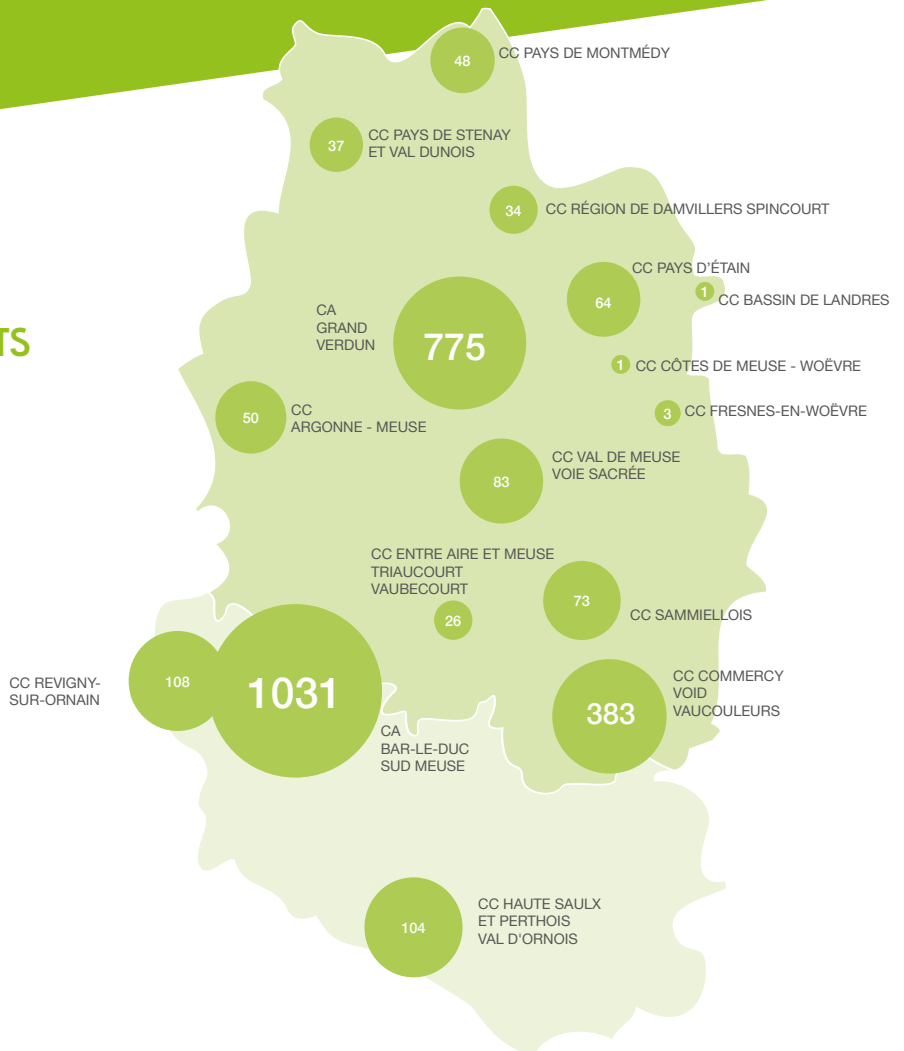 48
CC PAYS DE MONTMÉDY
37
CC PAYS DE STENAY
ET VAL DUNOIS
34
CC RÉGION DE DAMVILLERS SPINCOURT
CC PAYS D'ÉTAIN
64
1
CC BASSIN DE LANDRES
CA
GRAND
VERDUN
775
TS
1
CC CÔTES DE MEUSE - WOËVRE
50
CC
ARGONNE - MEUSE
3
CC FRESNES-EN-WOËVRE
CC VAL DE MEUSE
VOIE SACRÉE
83
CC ENTRE AIRE ET MEUSE
TRIAUCOURT
VAUBECOURT
26
73
CC SAMMIELLOIS
CC REVIGNY-
SUR-ORNAIN
108
1031
CA
BAR-LE-DUC
SUD MEUSE
383
CC COMMERCY
VOID
VAUCOULEURS
104
CC HAUTE SAULX
ET PERTHOIS
VAL D'ORNOIS